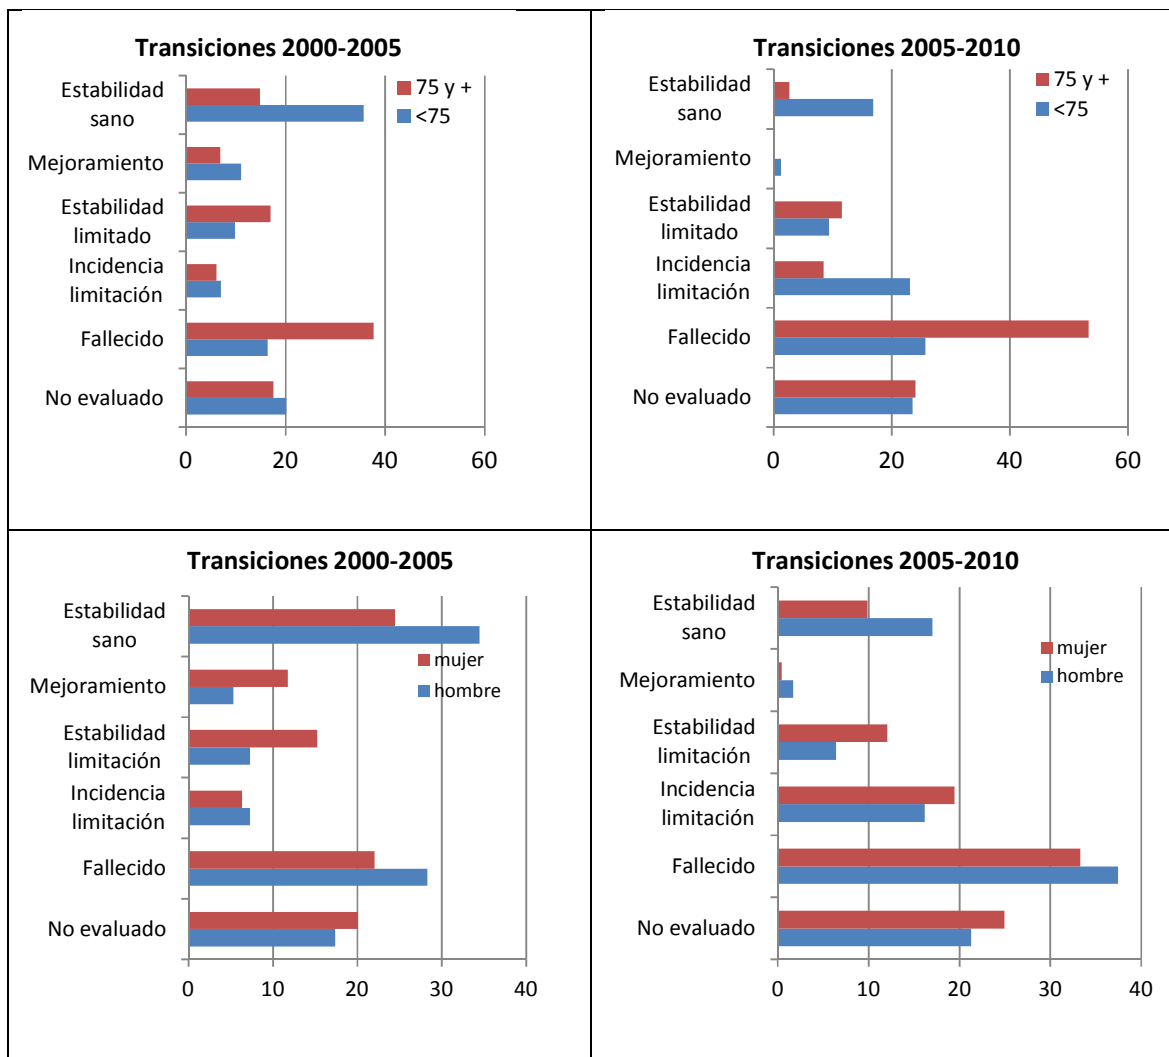 Transiciones 2000-2005
Estabilidad
sano
Mejoramiento
Estabilidad
limitado
Incidencia
limitación
Fallecido
No evaluado
75 y +
<75
0 20 40 60
Transiciones 2005-2010
Estabilidad
sano
Mejoramiento
Estabilidad
limitado
Incidencia
limitación
Fallecido
No evaluado
75 y +
<75
0 20 40 60
Transiciones 2000-2005
Estabilidad
sano
Mejoramiento
Estabilidad
limitación
Incidencia
limitación
Fallecido
No evaluado
mujer
hombre
0 10 20 30 40
Transiciones 2005-2010
Estabilidad
sano
Mejoramiento
Estabilidad
limitación
Incidencia
limitación
Fallecido
No evaluado
mujer
hombre
0 10 20 30 40